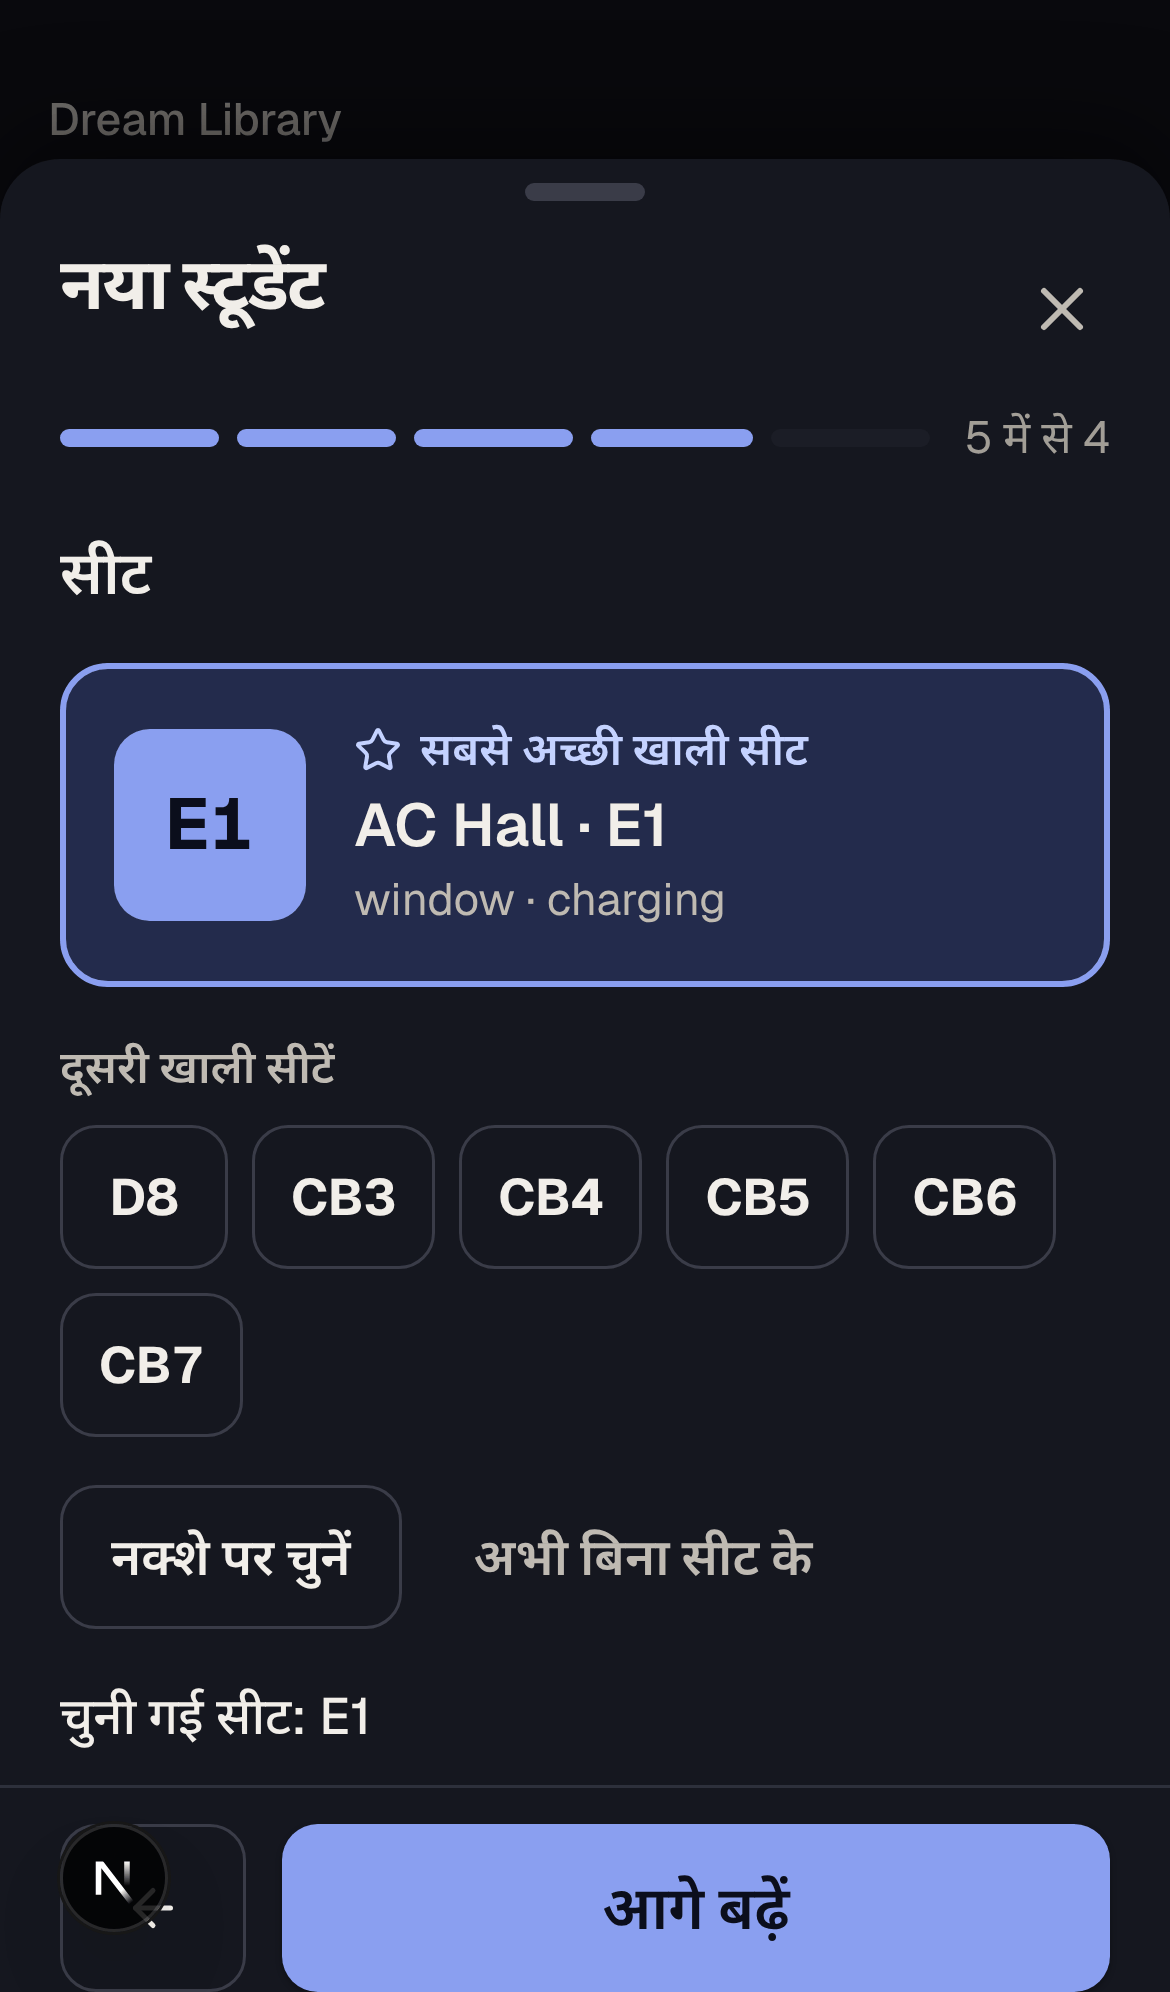 Dream Library
नया स्टूडेंट
5 में से 4
सीट
E1
सबसे अच्छी खाली सीट
AC Hall · E1
window · charging
दूसरी खाली सीटें
D8 CB3 CB4 CB5 CB6
CB7
नक्शे पर चुनें अभी बिना सीट के
चुनी गई सीट: E1
N
आगे बढ़ें